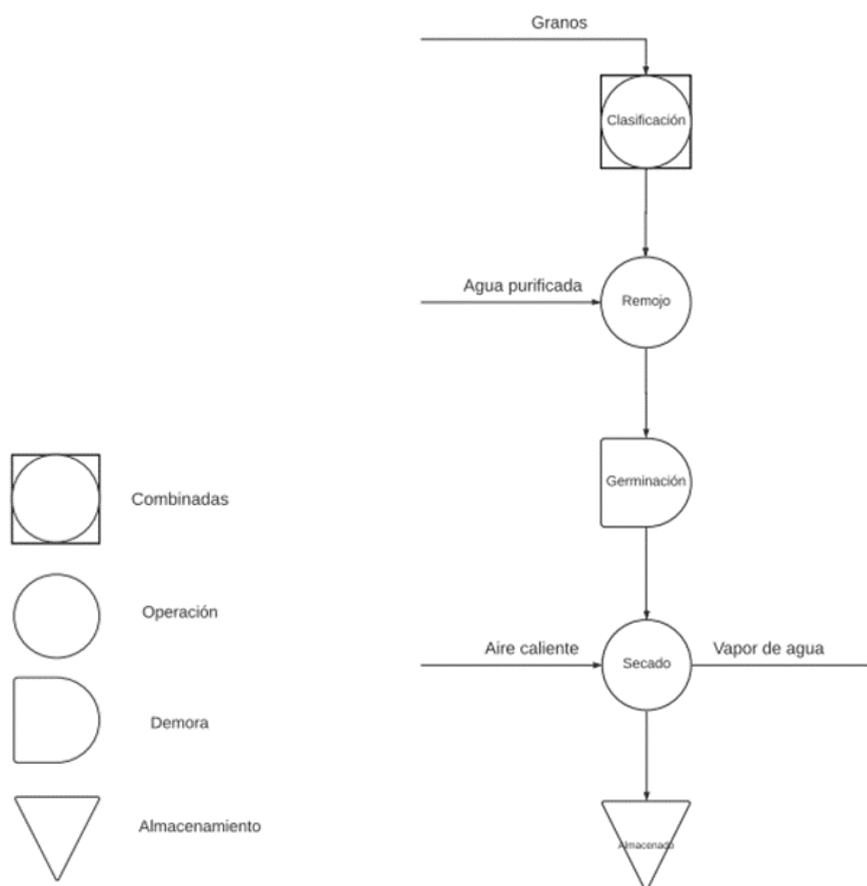 Granos
Clasificación
Agua purificada
Remojo
Germinación
Combinadas
Operación
Aire caliente
Secado
Vapor de agua
Demora
Almacenamiento
Almacenado